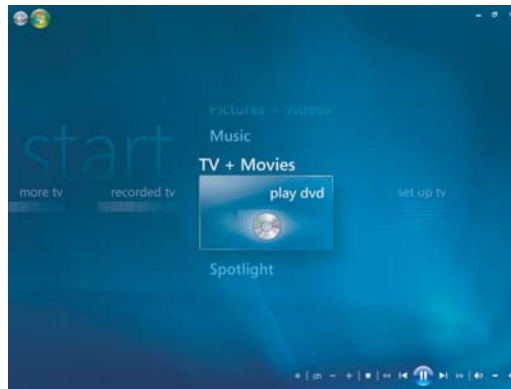 Pictures + Videos
start
Music
TV + Movies
more tv recorded tv play dvd set up tv
Spotlight